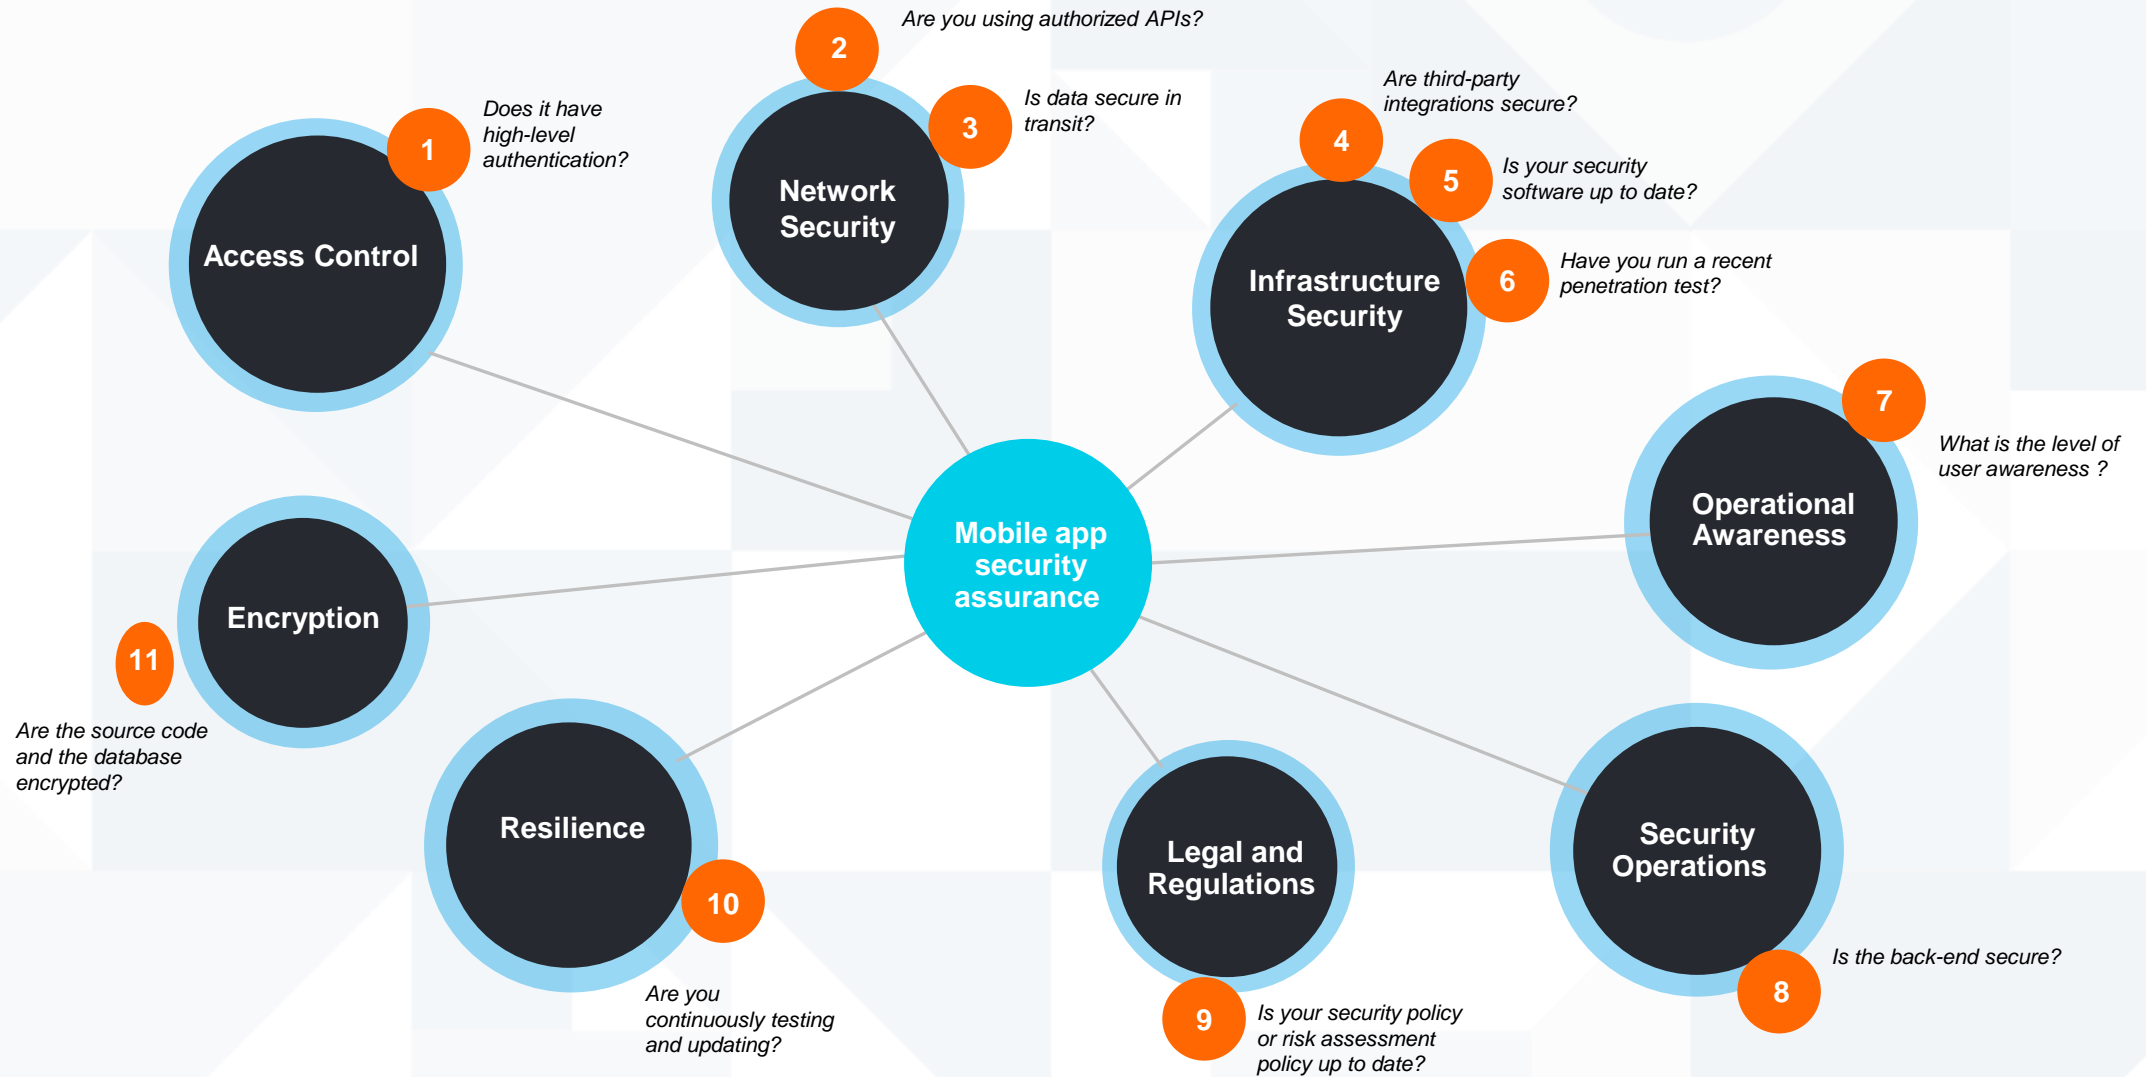 Are you using authorized APIs?
2
Is data secure in
transit?
3
Network
Security
Does it have
high-level
authentication?
1
Access Control
Are third-party
integrations secure?
4
Is your security
software up to date?
5
Have you run a recent
penetration test?
6
Infrastructure
Security
7
What is the level of
user awareness ?
Operational
Awareness
Mobile app
security
assurance
Encryption
11
Are the source code
and the database
encrypted?
Resilience
10
Are you
continuously testing
and updating?
Legal and
Regulations
9
Is your security policy
or risk assessment
policy up to date?
Security
Operations
8
Is the back-end secure?